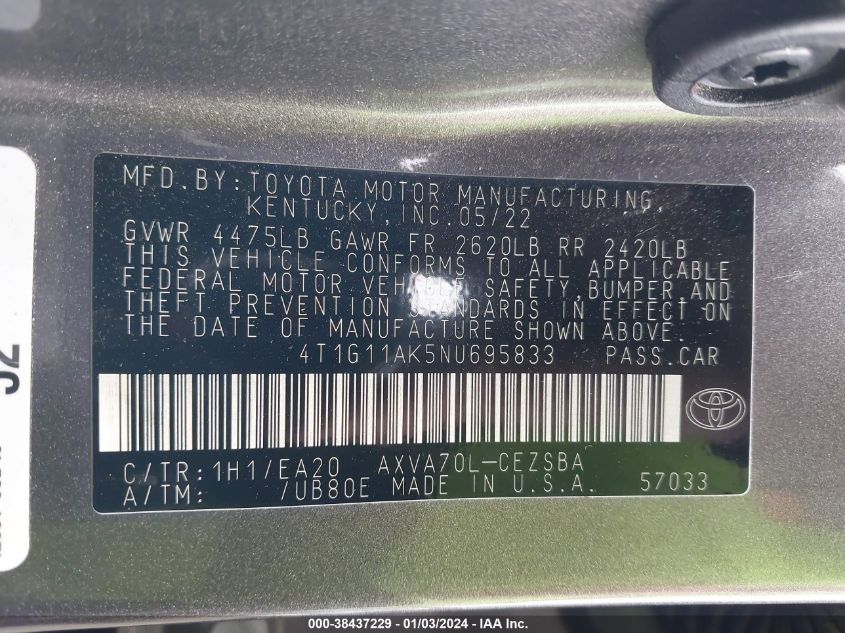 MFD. BY: TOYOTA MOTOR MANUFACTURING,
KENTUCKY, INC. 05/22
GVWR 4475LB GAWR FR 2620LB RR 2420LB
THIS VEHICLE CONFORMS TO ALL APPLICABLE
FEDERAL MOTOR VEHICLE SAFETY, BUMPER, AND
THEFT PREVENTION STANDARDS IN EFFECT ON
THE DATE OF MANUFACTURE SHOWN ABOVE.
4T1G11AK5NU695833 PASS.CAR
C/TR: 1H1/EA20 AXVA70L-CEZSBA
A/TM: /UB80E MADE IN U.S.A. 57033
000-38437229 - 01/03/2024 - IAA Inc.